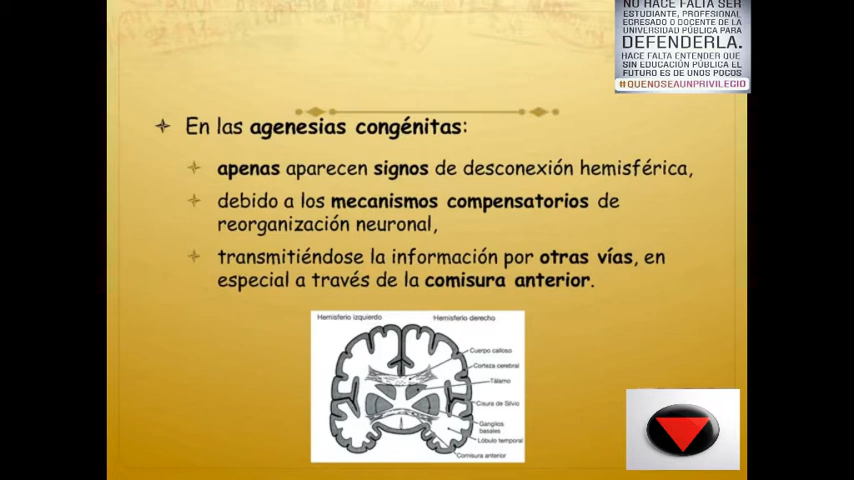 NO HACE FALTA SER
ESTUDIANTE, PROFESIONAL
EGRESADO O DOCENTE DE LA
UNIVERSIDAD PÚBLICA PARA
DEFENDERLA.
HACE FALTA ENTENDER QUE
SIN EDUCACIÓN PÚBLICA EL
FUTURO ES DE UNOS POCOS
#QUENOSEAUNPRIVILEGIO
En las agenesias congénitas:
apenas aparecen signos de desconexión hemisférica,
debido a los mecanismos compensatorios de
reorganización neuronal,
transmitiéndose la información por otras vías, en
especial a través de la comisura anterior.
Hemisferio izquierdo
Hemisferio derecho
Cuerpo calloso
Corteza cerebral
Tálamo
Cisura de Silvio
Ganglios
basales
Lóbulo temporal
Comisura anterior